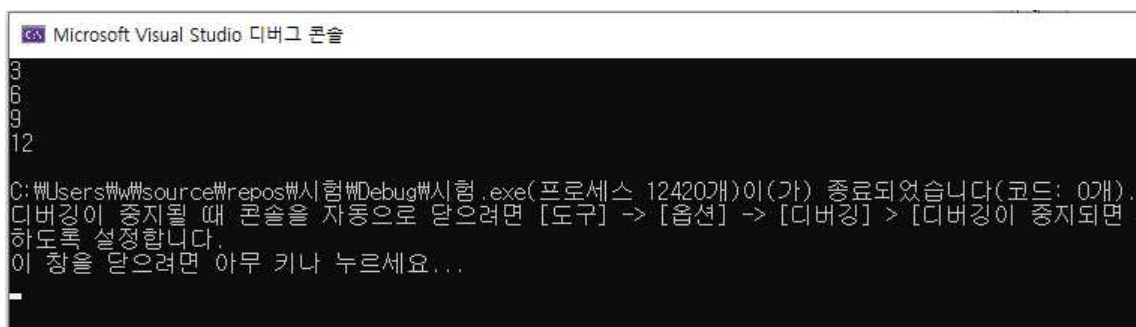 Microsoft Visual Studio 디버그 콘솔
3
6
9
12
C:₩Users₩w₩source₩repos₩시험₩Debug₩시험.exe(프로세스 12420개)이(가) 종료되었습니다(코드: 0개).
디버깅이 중지될 때 콘솔을 자동으로 닫으려면 [도구] -> [옵션] -> [디버깅] > [디버깅이 중지되면
하도록 설정합니다.
이 창을 닫으려면 아무 키나 누르세요...